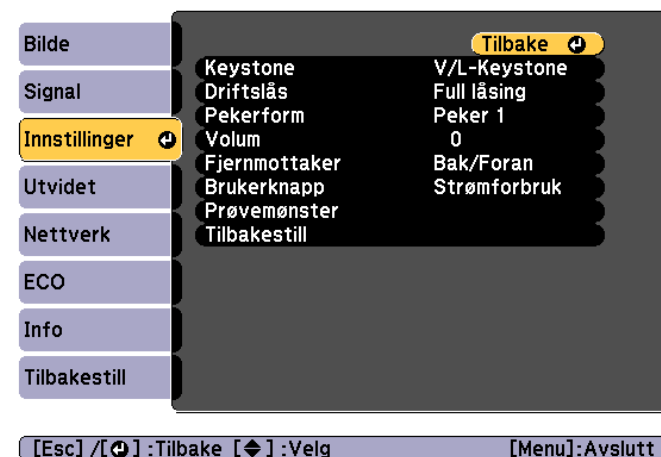 Bilde
Signal
Innstillinger
Utvidet
Nettverk
ECO
Info
Tilbakestill
Tilbake
Keystone V/L-Keystone
Driftslås Full låsing
Pekerform Peker 1
Volum 0
Fjernmottaker Bak/Foran
Brukerknapp Strømforbruk
Prøvemønster
Tilbakestill
[Esc] /[⏎] :Tilbake [◆] :Velg [Menu]:Avslutt